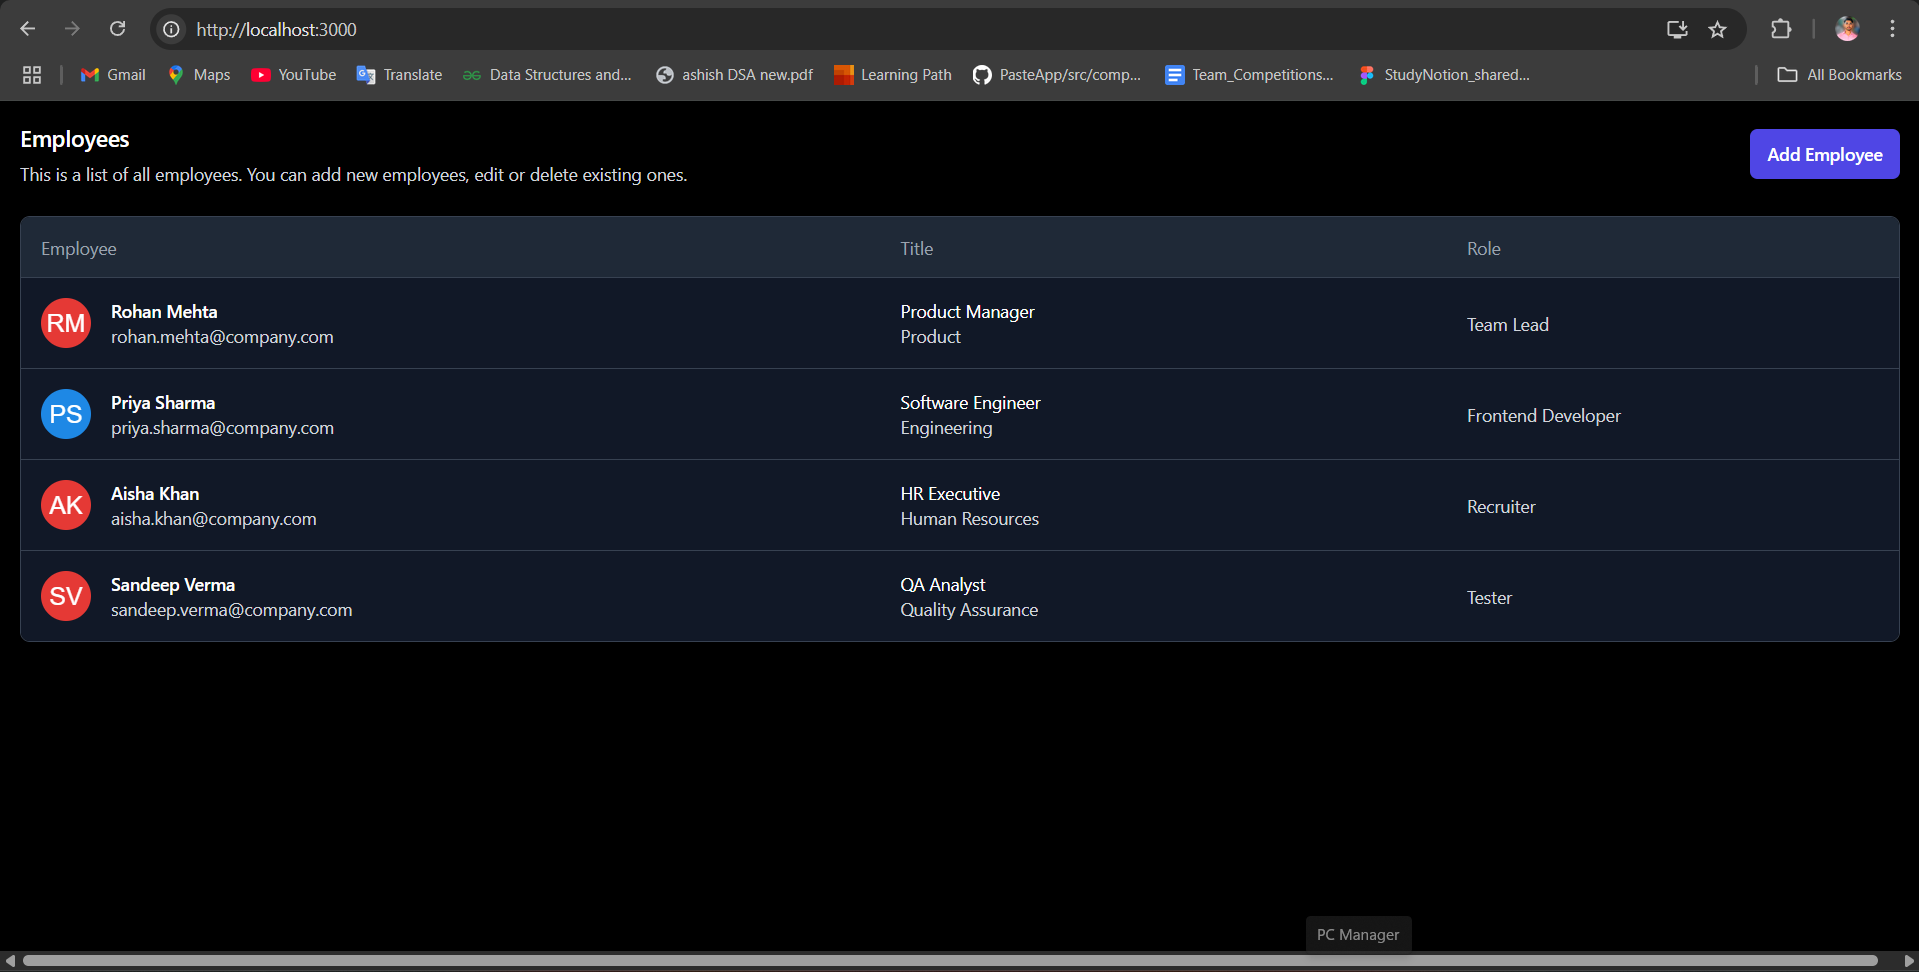 http://localhost:3000
Gmail Maps YouTube Translate Data Structures and... ashish DSA new.pdf Learning Path PasteApp/src/comp... Team_Competitions... StudyNotion_shared... All Bookmarks
Employees
This is a list of all employees. You can add new employees, edit or delete existing ones.
Add Employee
Employee Title Role
RM Rohan Mehta
rohan.mehta@company.com
Product Manager
Product
Team Lead
PS Priya Sharma
priya.sharma@company.com
Software Engineer
Engineering
Frontend Developer
AK Aisha Khan
aisha.khan@company.com
HR Executive
Human Resources
Recruiter
SV Sandeep Verma
sandeep.verma@company.com
QA Analyst
Quality Assurance
Tester
PC Manager